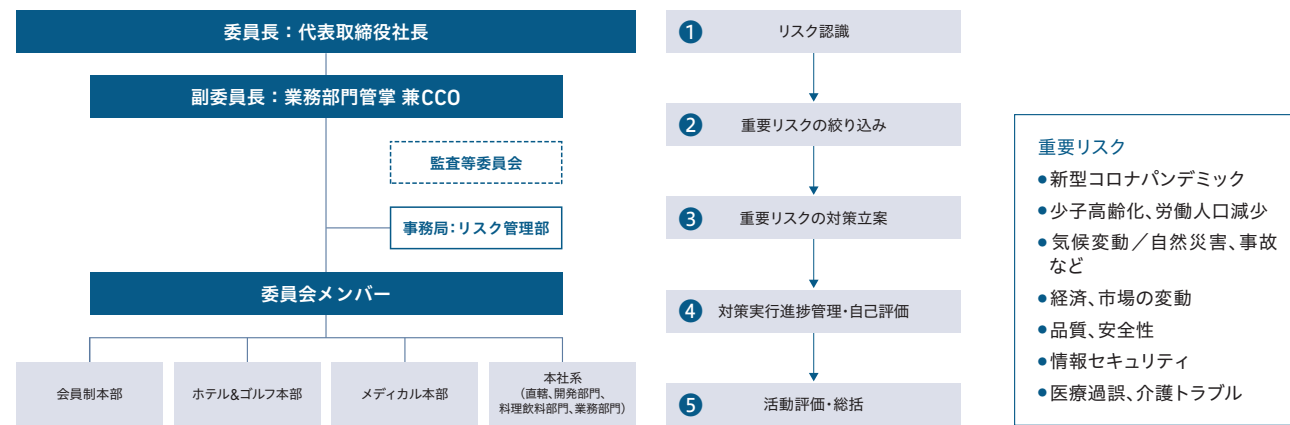 委員長：代表取締役社長
副委員長：業務部門管掌 兼CCO
監査等委員会
事務局：リスク管理部
委員会メンバー
会員制本部
ホテル&ゴルフ本部
メディカル本部
本社系
（直轄、開発部門、
料理飲料部門、業務部門）
❶ リスク認識
❷ 重要リスクの絞り込み
❸ 重要リスクの対策立案
❹ 対策実行進捗管理・自己評価
❺ 活動評価・総括
重要リスク
●新型コロナパンデミック
●少子高齢化、労働人口減少
●気候変動／自然災害、事故
など
●経済、市場の変動
●品質、安全性
●情報セキュリティ
●医療過誤、介護トラブル